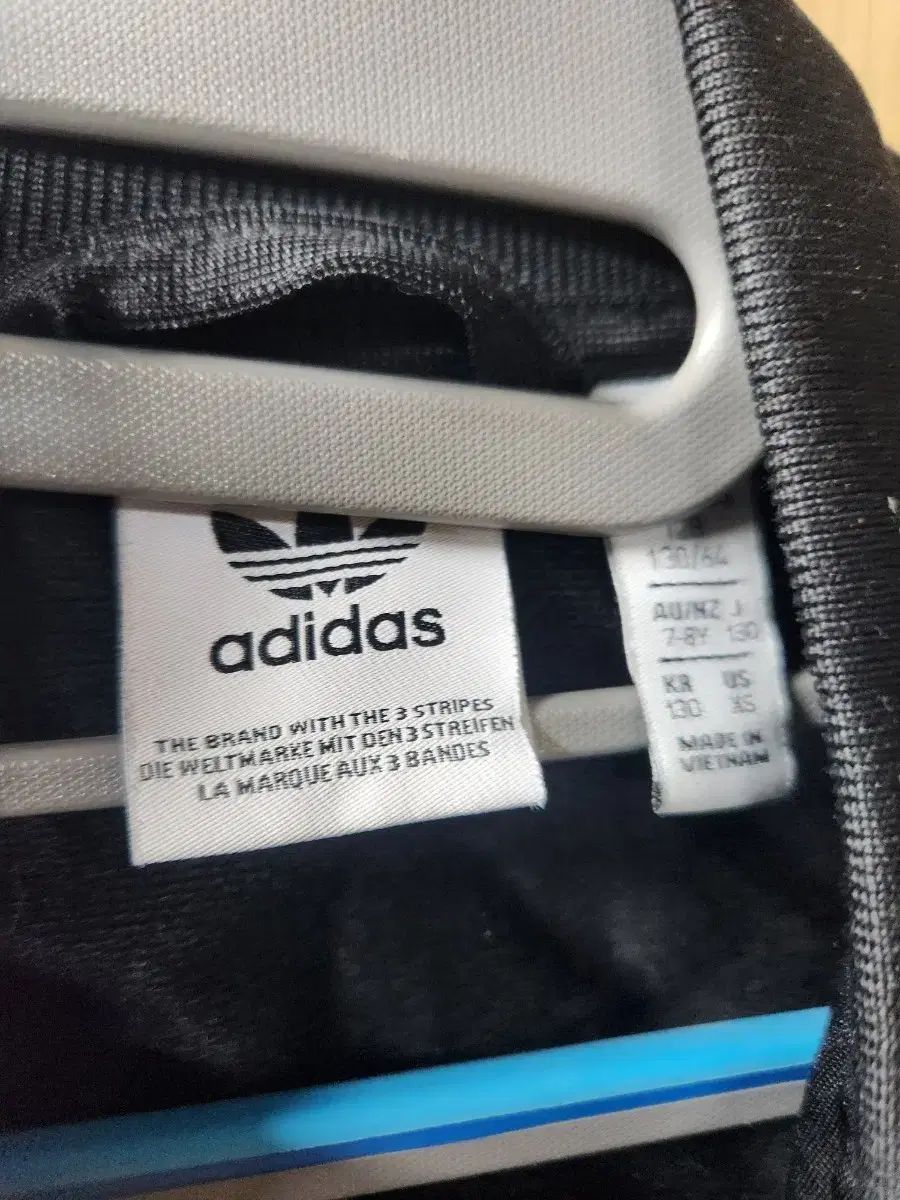 adidas
THE BRAND WITH THE 3 STRIPES
DIE WELTMARKE MIT DEN 3 STREIFEN
LA MARQUE AUX 3 BANDES
130/64
AU/NZ J
7-8Y 130
KR US
130 XS
MADE IN
VIETNAM